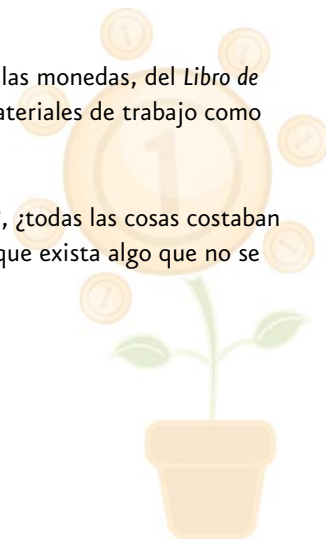 las monedas, del Libro de
ateriales de trabajo como
, ¿todas las cosas costaban
que exista algo que no se
1